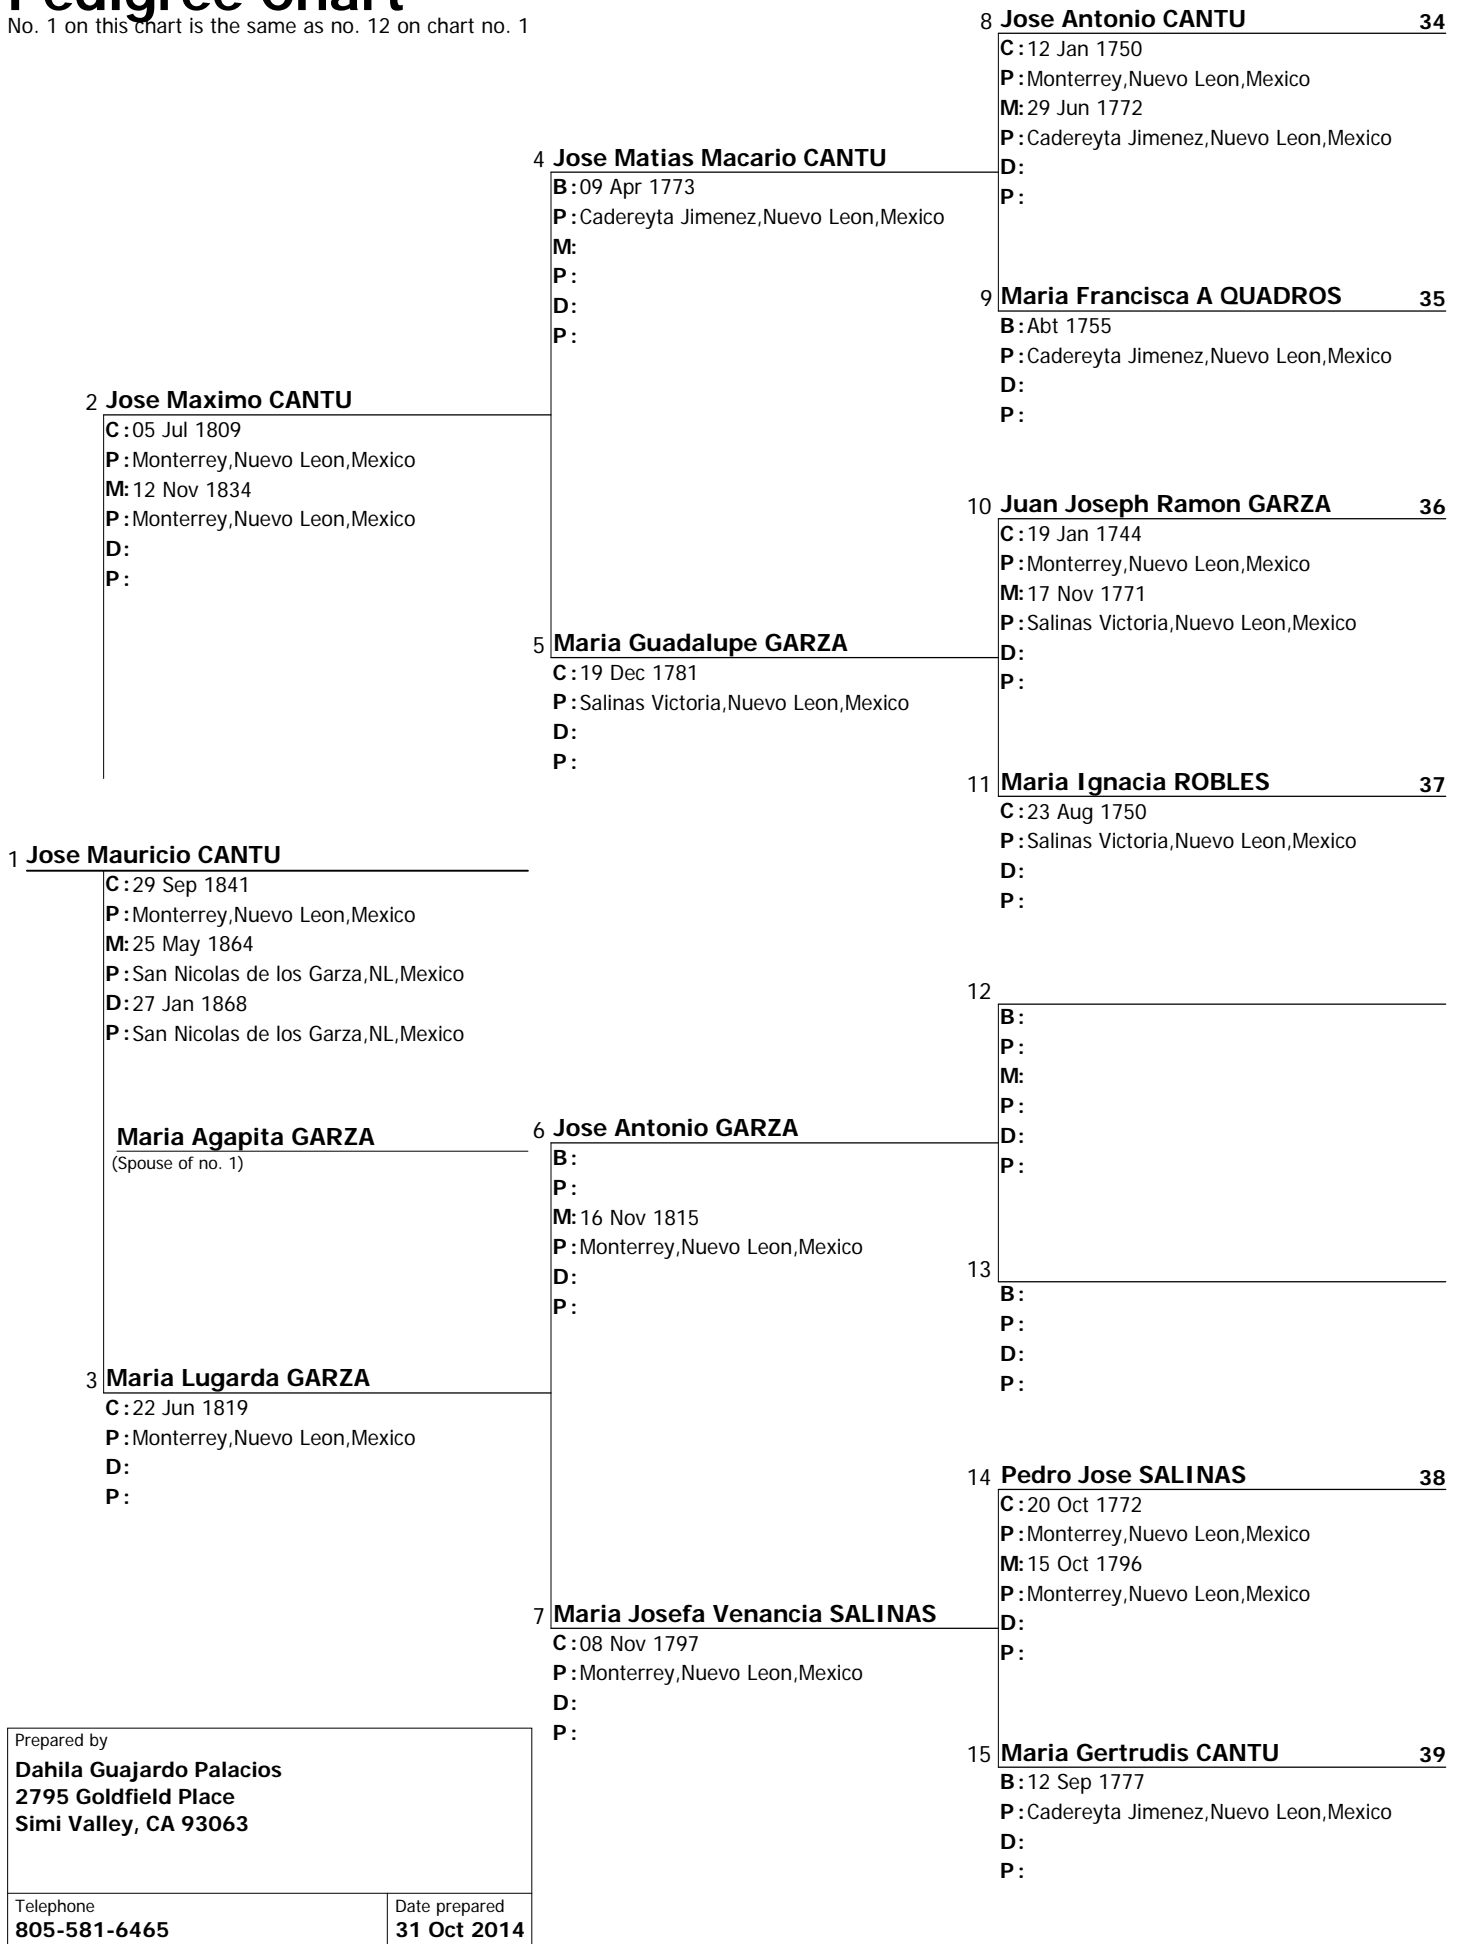 Pedigree Chart
No. 1 on this chart is the same as no. 12 on chart no. 1
8 Jose Antonio CANTU 34
C: 12 Jan 1750
P: Monterrey,Nuevo Leon,Mexico
M: 29 Jun 1772
P: Cadereyta Jimenez,Nuevo Leon,Mexico
D:
P:
4 Jose Matias Macario CANTU
B: 09 Apr 1773
P: Cadereyta Jimenez,Nuevo Leon,Mexico
M:
P:
D:
P:
9 Maria Francisca A QUADROS 35
B: Abt 1755
P: Cadereyta Jimenez,Nuevo Leon,Mexico
D:
P:
2 Jose Maximo CANTU
C: 05 Jul 1809
P: Monterrey,Nuevo Leon,Mexico
M: 12 Nov 1834
P: Monterrey,Nuevo Leon,Mexico
D:
P:
10 Juan Joseph Ramon GARZA 36
C: 19 Jan 1744
P: Monterrey,Nuevo Leon,Mexico
M: 17 Nov 1771
P: Salinas Victoria,Nuevo Leon,Mexico
D:
P:
5 Maria Guadalupe GARZA
C: 19 Dec 1781
P: Salinas Victoria,Nuevo Leon,Mexico
D:
P:
11 Maria Ignacia ROBLES 37
C: 23 Aug 1750
P: Salinas Victoria,Nuevo Leon,Mexico
D:
P:
1 Jose Mauricio CANTU
C: 29 Sep 1841
P: Monterrey,Nuevo Leon,Mexico
M: 25 May 1864
P: San Nicolas de los Garza,NL,Mexico
D: 27 Jan 1868
P: San Nicolas de los Garza,NL,Mexico
Maria Agapita GARZA
(Spouse of no. 1)
12
B:
P:
M:
P:
D:
P:
6 Jose Antonio GARZA
B:
P:
M: 16 Nov 1815
P: Monterrey,Nuevo Leon,Mexico
D:
P:
13
B:
P:
D:
P:
3 Maria Lugarda GARZA
C: 22 Jun 1819
P: Monterrey,Nuevo Leon,Mexico
D:
P:
14 Pedro Jose SALINAS 38
C: 20 Oct 1772
P: Monterrey,Nuevo Leon,Mexico
M: 15 Oct 1796
P: Monterrey,Nuevo Leon,Mexico
D:
P:
7 Maria Josefa Venancia SALINAS
C: 08 Nov 1797
P: Monterrey,Nuevo Leon,Mexico
D:
P:
15 Maria Gertrudis CANTU 39
B: 12 Sep 1777
P: Cadereyta Jimenez,Nuevo Leon,Mexico
D:
P:
Prepared by
Dahila Guajardo Palacios
2795 Goldfield Place
Simi Valley, CA 93063
Telephone
805-581-6465
Date prepared
31 Oct 2014